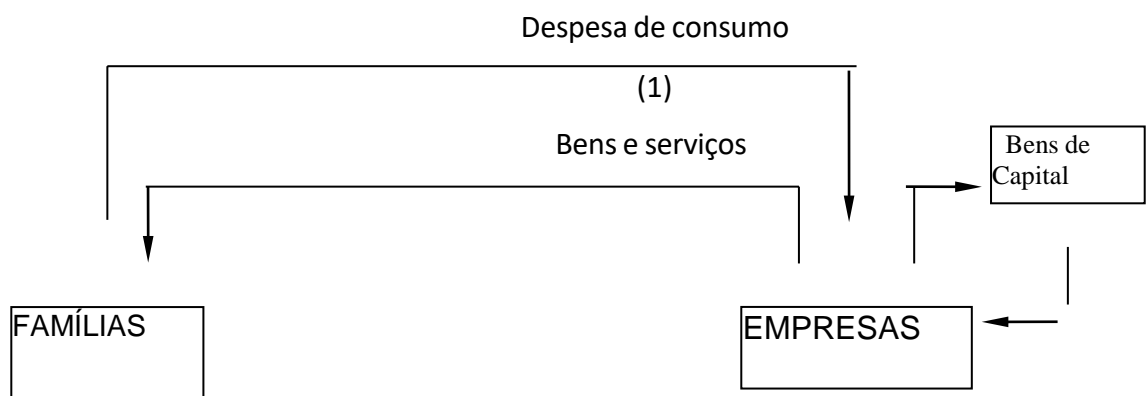 Despesa de consumo
(1)
Bens e serviços
Bens de
Capital
FAMÍLIAS
EMPRESAS